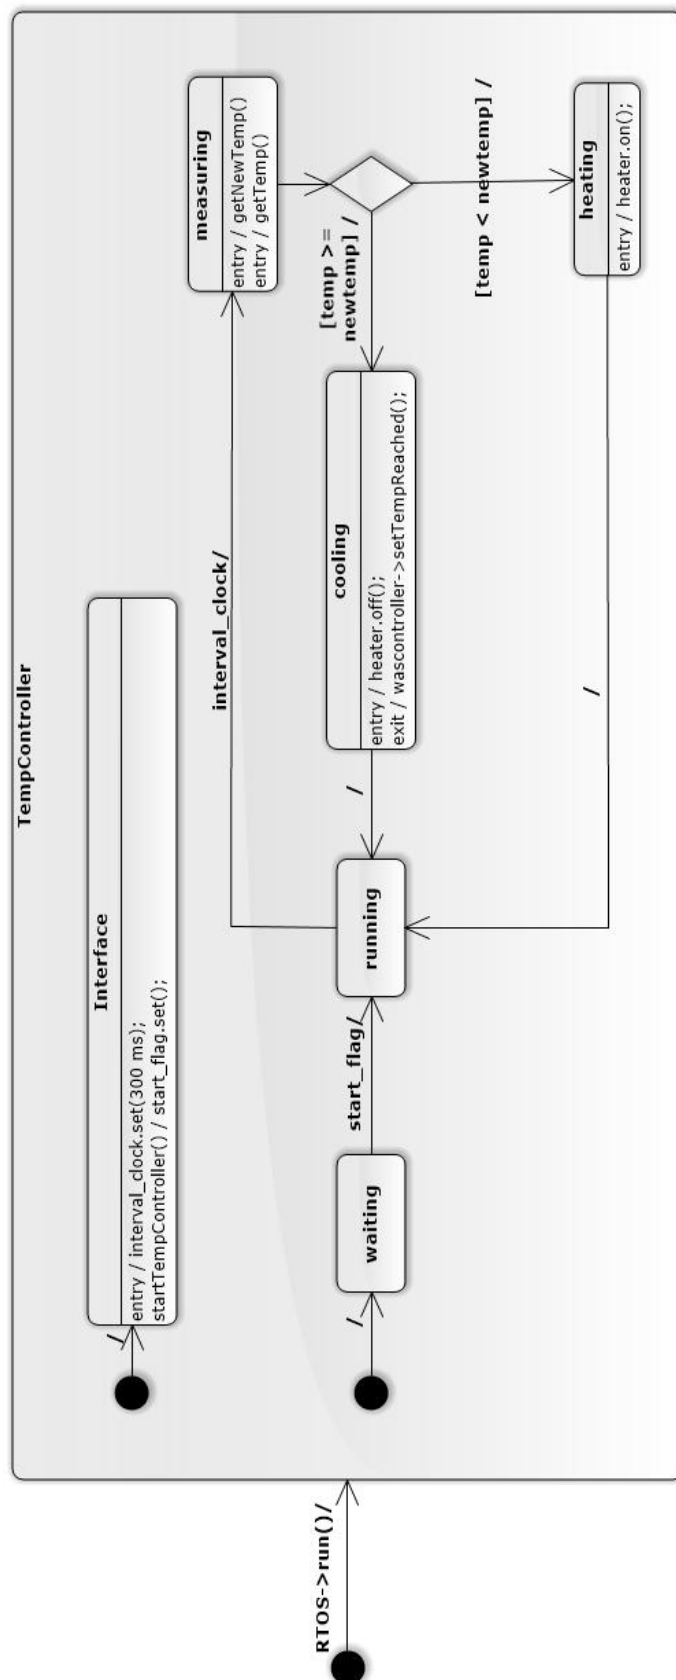 TempController
Interface
entry / interval_clock.set(300 ms);
startTempController() / start_flag.set();
/
interval_clock/
measuring
entry / getNewTemp()
entry / getTemp()
[temp >=
newtemp] /
[temp < newtemp] /
heating
entry / heater.on();
cooling
entry / heater.off();
exit / wascontroller->setTempReached();
/
/
running
start_flag/
waiting
/
RTOS->run()/